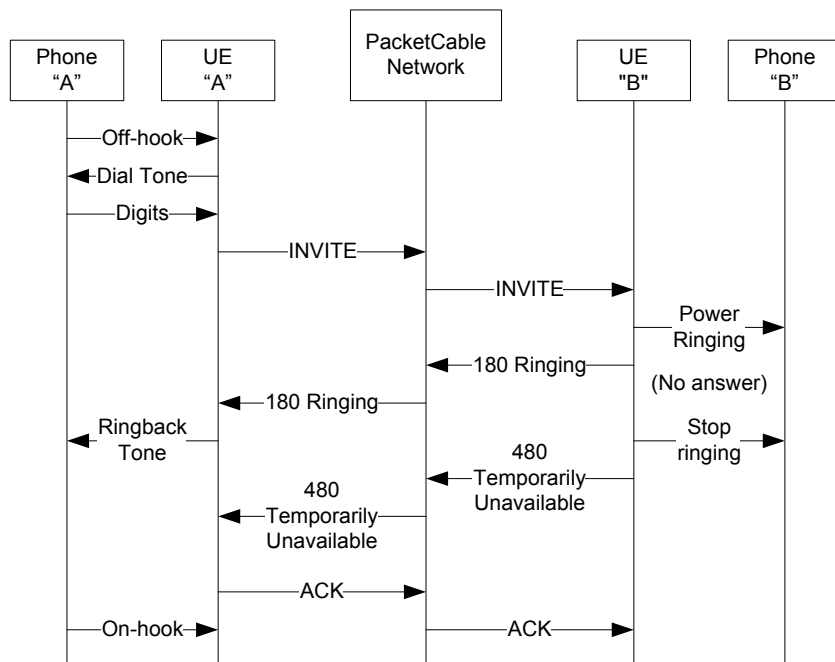 Phone
“A”
UE
“A”
PacketCable
Network
UE
"B"
Phone
“B”
Off-hook
Dial Tone
Digits
INVITE
INVITE
Power
Ringing
180 Ringing
(No answer)
180 Ringing
Ringback
Tone
Stop
ringing
480
Temporarily
Unavailable
480
Temporarily
Unavailable
ACK
On-hook
ACK